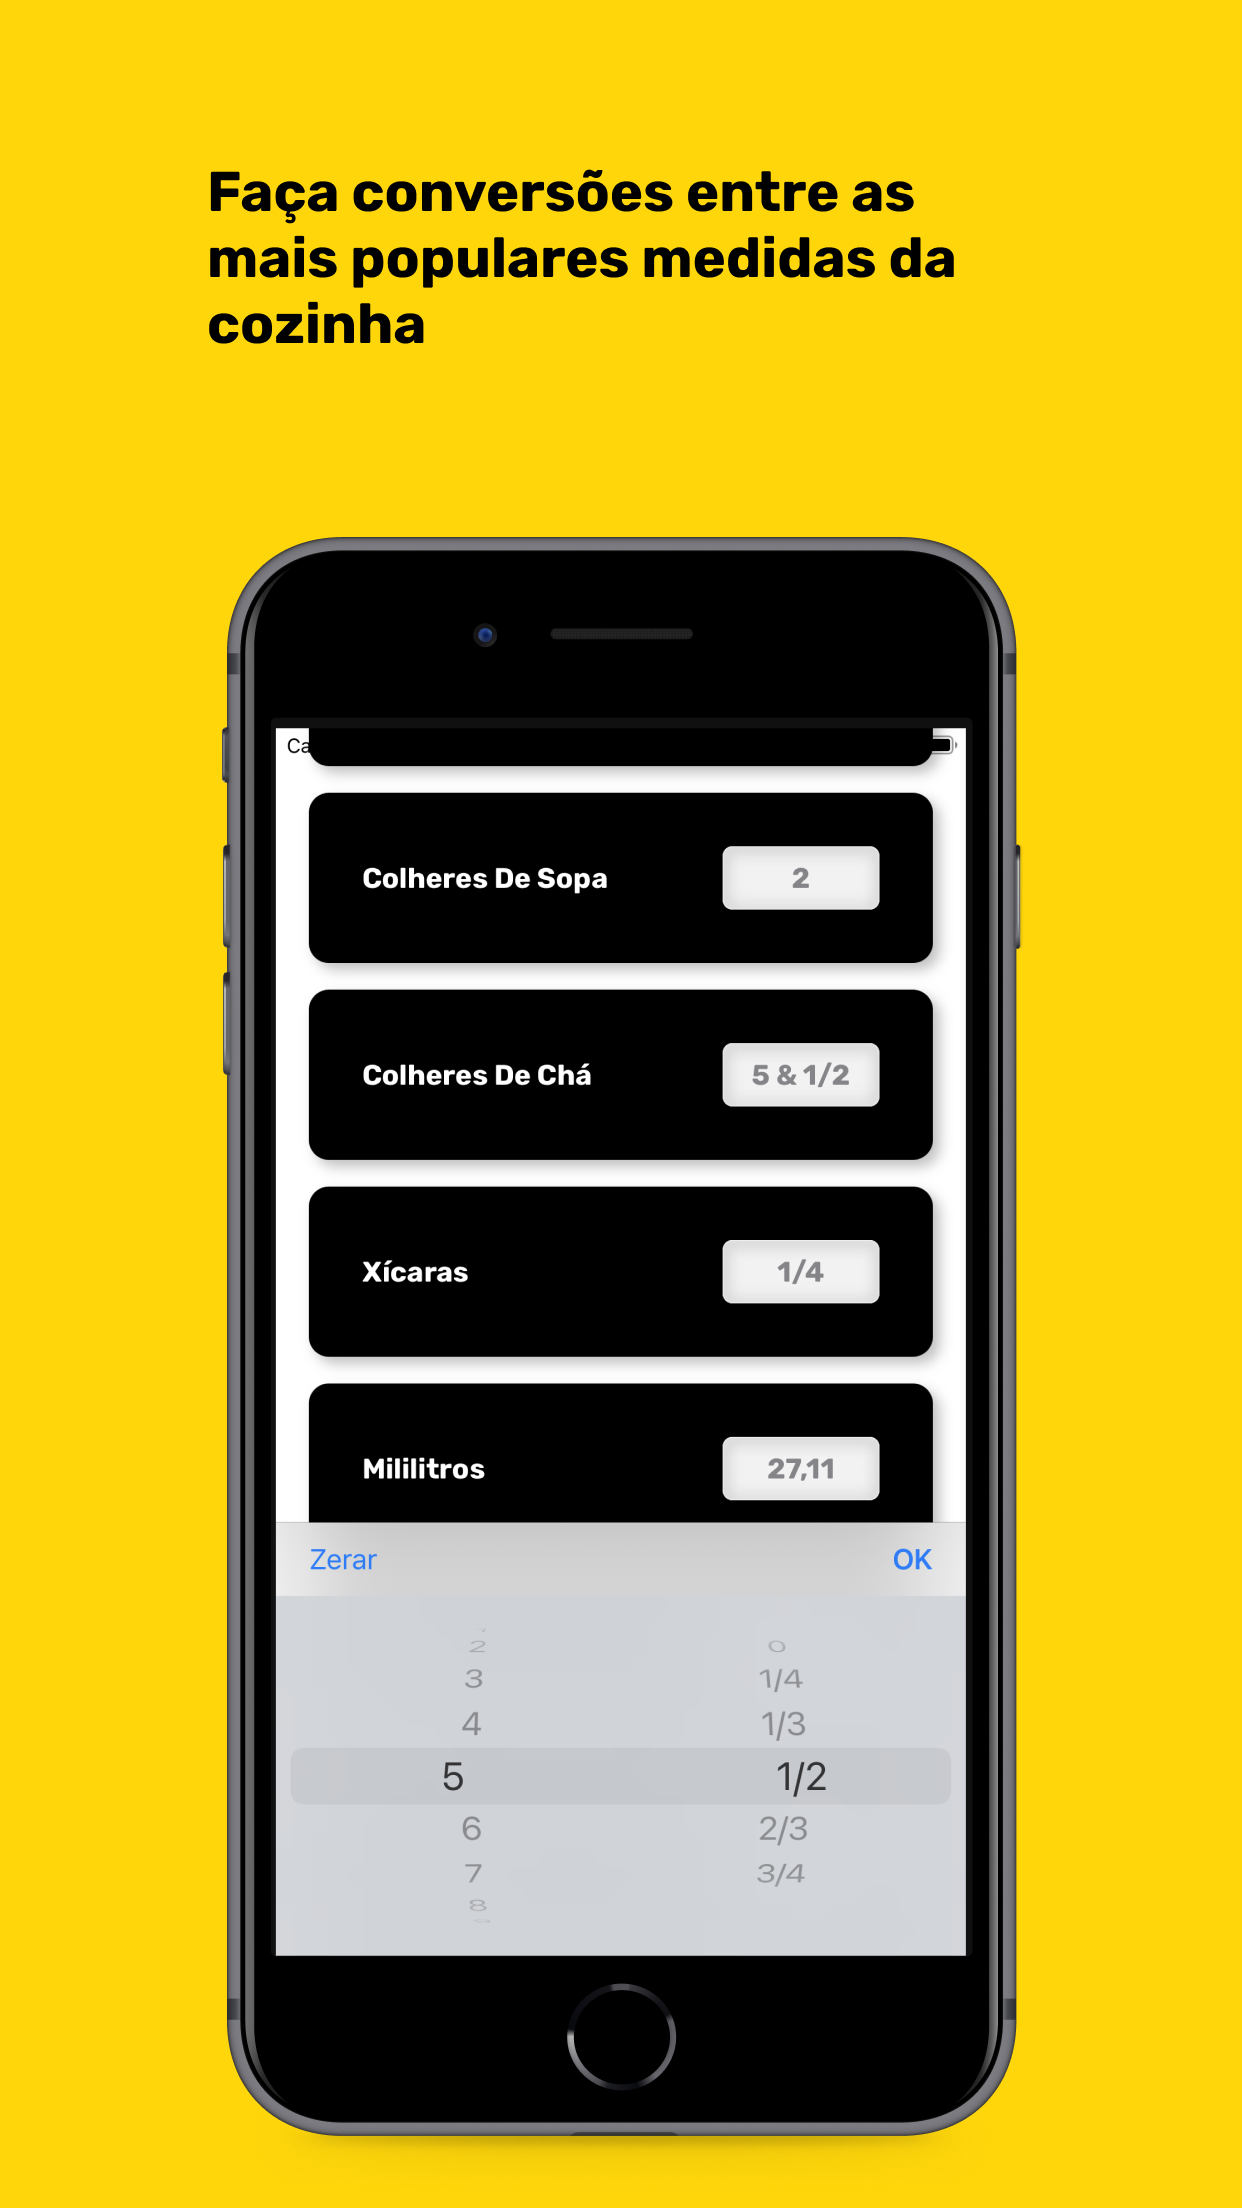 Faça conversões entre as
mais populares medidas da
cozinha
Ca
Colheres De Sopa 2
Colheres De Chá 5 & 1/2
Xícaras 1/4
Mililitros 27,11
Zerar OK
2 0
3 1/4
4 1/3
5 1/2
6 2/3
7 3/4
8